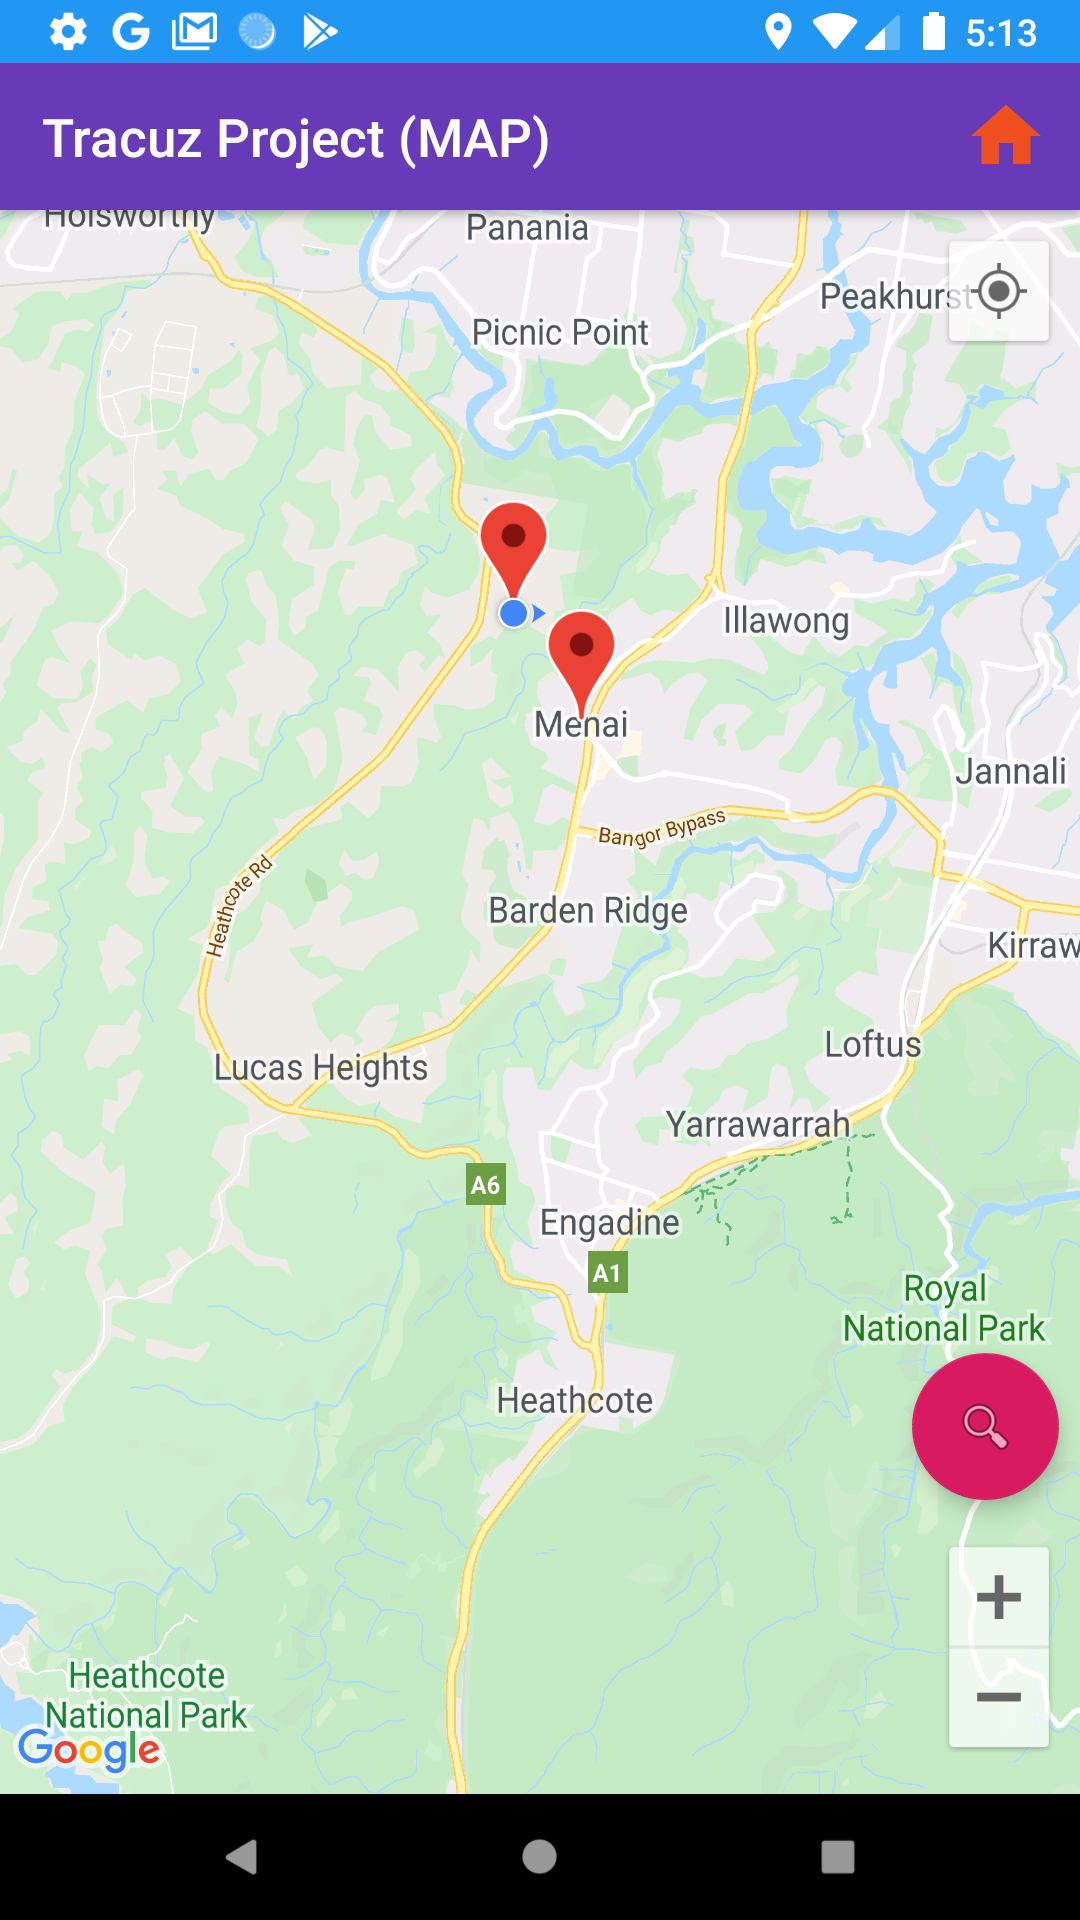 5:13
Tracuz Project (MAP)
Holsworthy
Panania
Peakhurst
Picnic Point
Illawong
Menai
Jannali
Bangor Bypass
Heathcote Rd
Barden Ridge
Kirraw
Loftus
Lucas Heights
Yarrawarrah
A6
Engadine
A1
Royal
National Park
Heathcote
Heathcote
National Park
Google